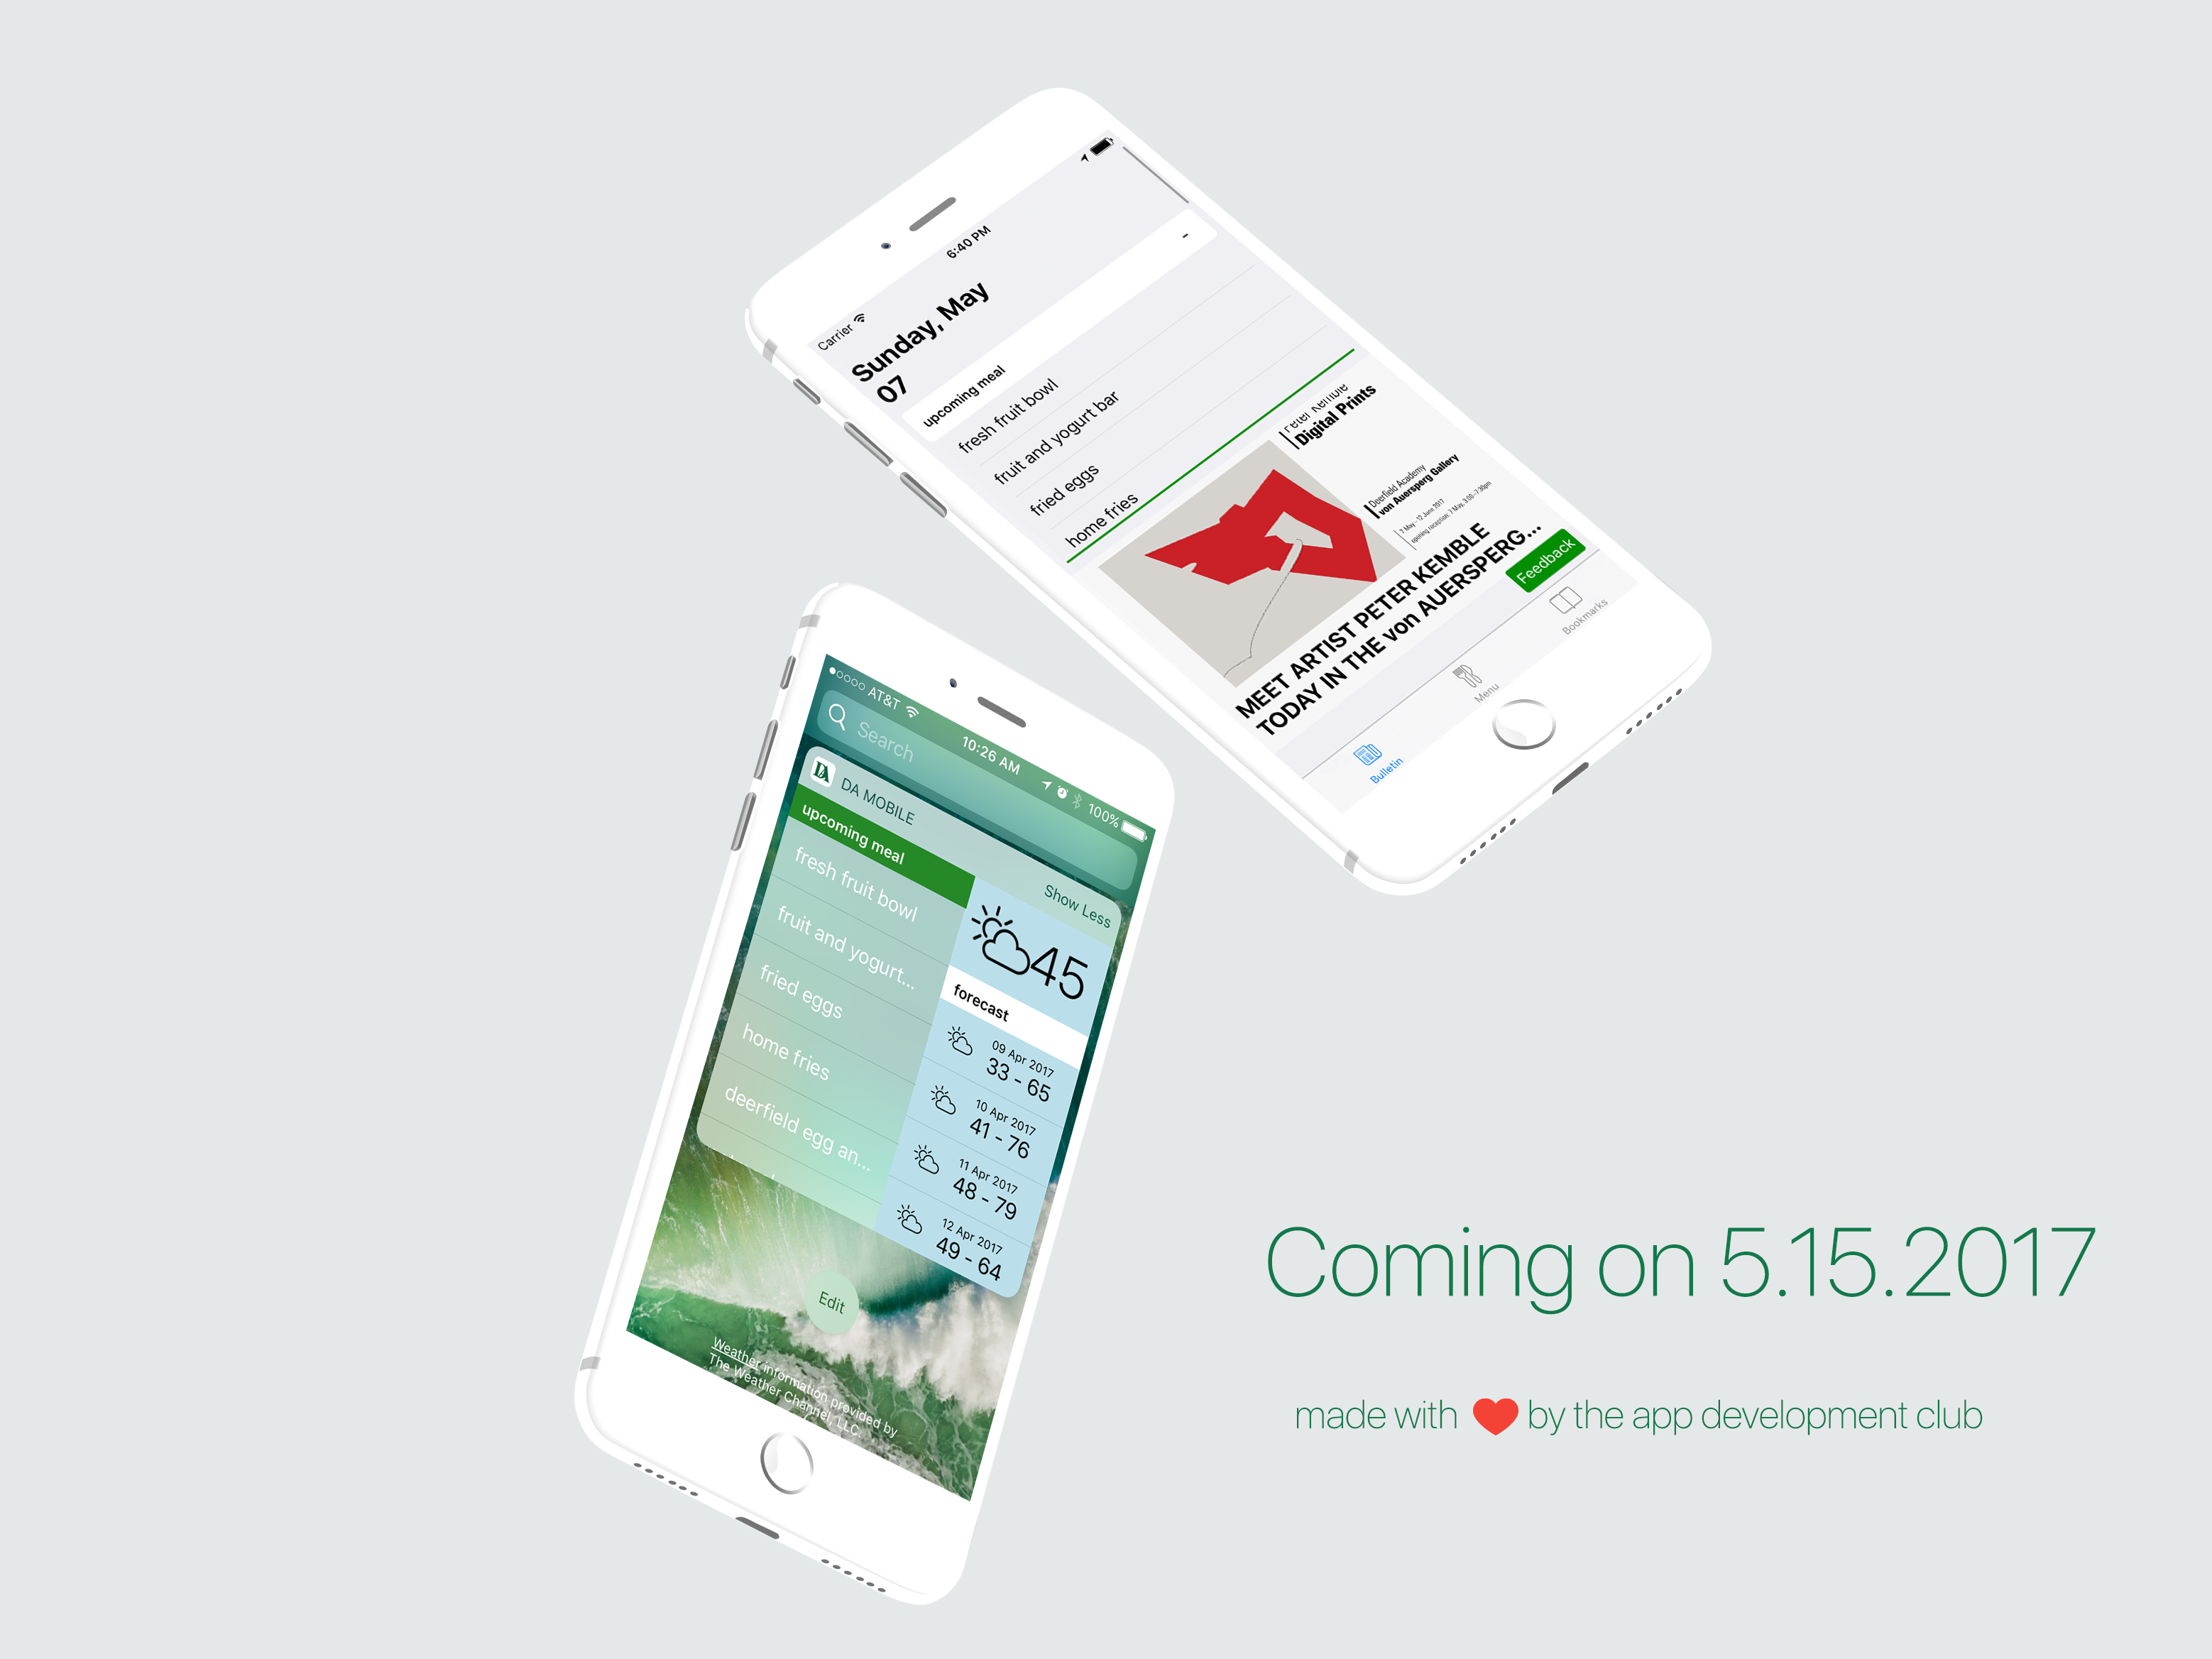 Carrier
6:40 PM
Sunday, May
07
upcoming meal
-
fresh fruit bowl
fruit and yogurt bar
fried eggs
home fries
Peter Kemble
Digital Prints
Deerfield Academy
von Auersperg Gallery
7 May - 12 June 2017
opening reception: 7 May, 3:00-7:30pm
MEET ARTIST PETER KEMBLE
TODAY IN THE von AUERSPERG...
Feedback
Bulletin
Menu
Bookmarks
AT&T
10:26 AM
100%
Search
DA
DA MOBILE
Show Less
upcoming meal
fresh fruit bowl
fruit and yogurt...
fried eggs
home fries
deerfield egg an...
45
forecast
09 Apr 2017
33 - 65
10 Apr 2017
41 - 76
11 Apr 2017
48 - 79
12 Apr 2017
49 - 64
Edit
Weather information provided by
The Weather Channel, LLC.
Coming on 5.15.2017
made with ❤ by the app development club